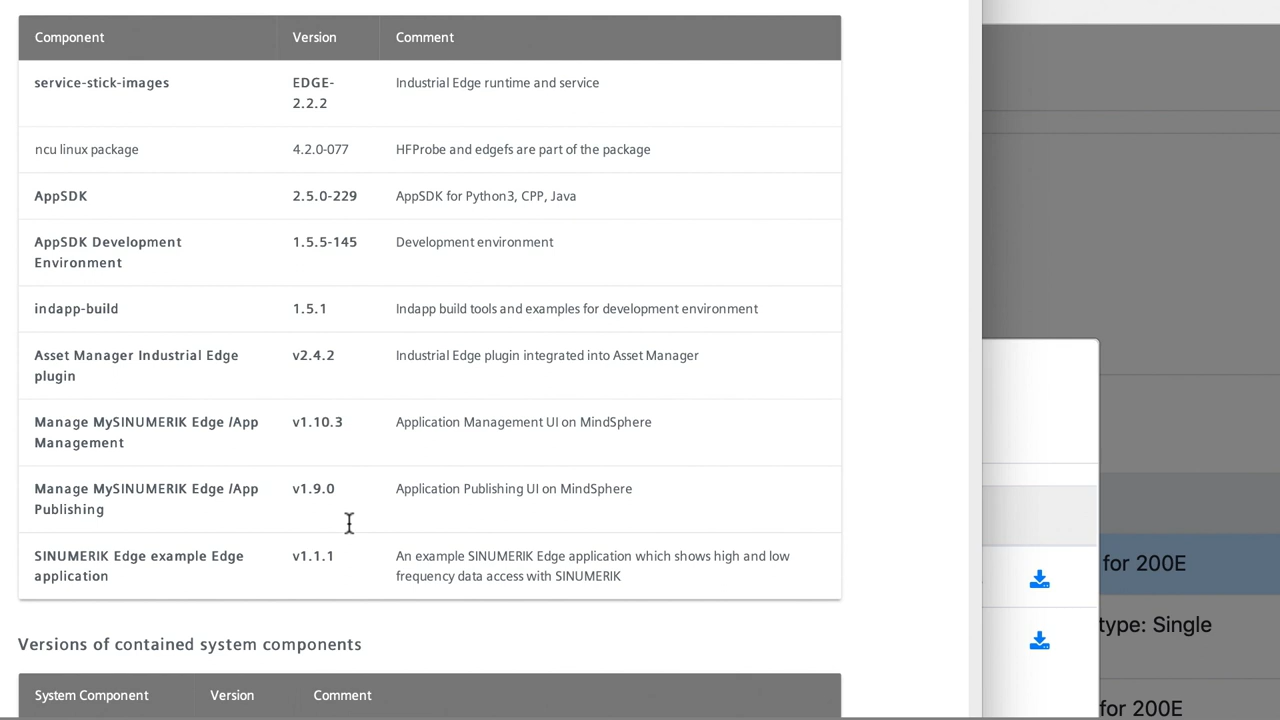 Component Version Comment
service-stick-images EDGE- Industrial Edge runtime and service
2.2.2
ncu linux package 4.2.0-077 HFProbe and edgefs are part of the package
AppSDK 2.5.0-229 AppSDK for Python3, CPP, Java
AppSDK Development 1.5.5-145 Development environment
Environment
indapp-build 1.5.1 Indapp build tools and examples for development environment
Asset Manager Industrial Edge v2.4.2 Industrial Edge plugin integrated into Asset Manager
plugin
Manage MySINUMERIK Edge /App v1.10.3 Application Management UI on MindSphere
Management
Manage MySINUMERIK Edge /App v1.9.0 Application Publishing UI on MindSphere
Publishing
SINUMERIK Edge example Edge v1.1.1 An example SINUMERIK Edge application which shows high and low
application frequency data access with SINUMERIK
for 200E
type: Single
Versions of contained system components
System Component Version Comment
for 200E